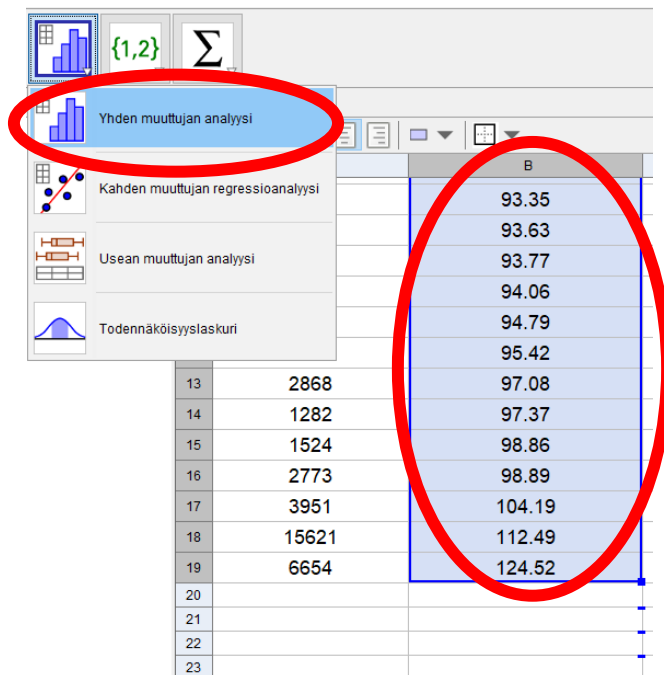 {1,2} Σ
Yhden muuttujan analyysi
Kahden muuttujan regressioanalyysi
Usean muuttujan analyysi
Todennäköisyyslaskuri
B
93.35
93.63
93.77
94.06
94.79
95.42
13 2868 97.08
14 1282 97.37
15 1524 98.86
16 2773 98.89
17 3951 104.19
18 15621 112.49
19 6654 124.52
20
21
22
23